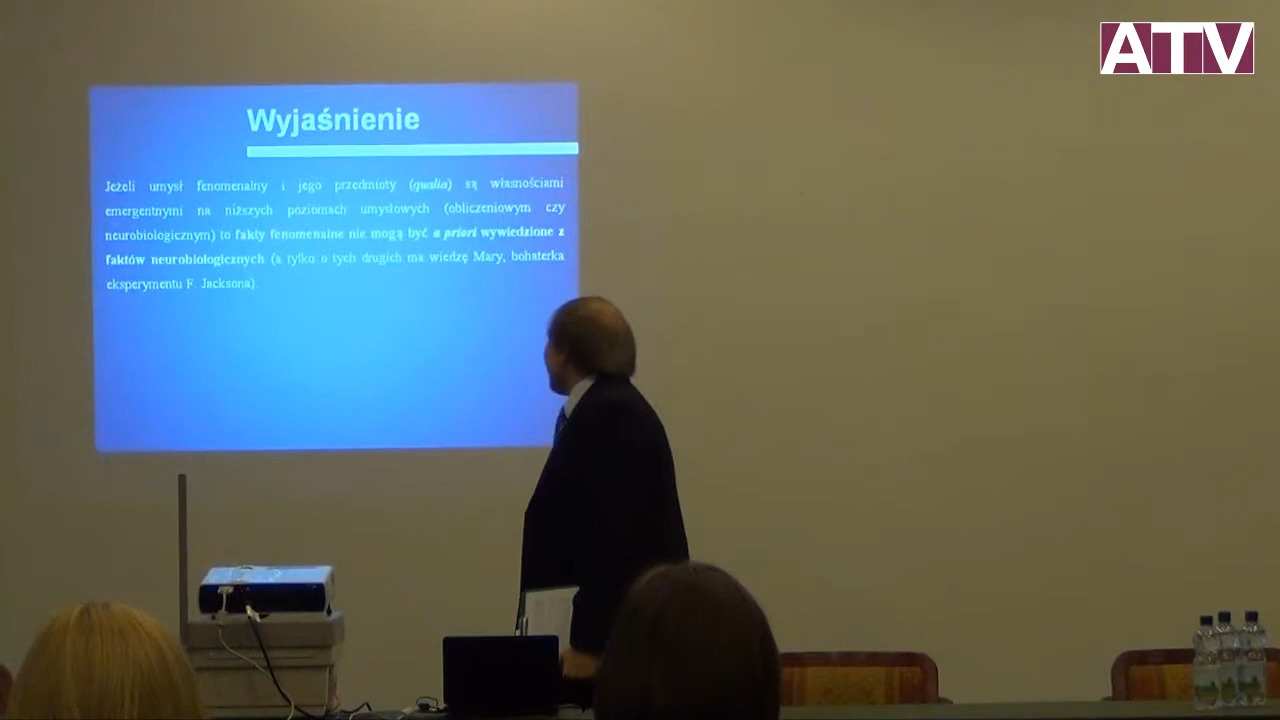 ATV
Wyjaśnienie
Jeżeli umysł fenomenalny i jego przedmioty (qualia) są własnościami
emergentnymi na niższych poziomach umysłowych (obliczeniowym czy
neurobiologicznym) to fakty fenomenalne nie mogą być a priori wywiedzione z
faktów neurobiologicznych (a tylko o tych drugich ma wiedzę Mary, bohaterka
eksperymentu F. Jacksona).